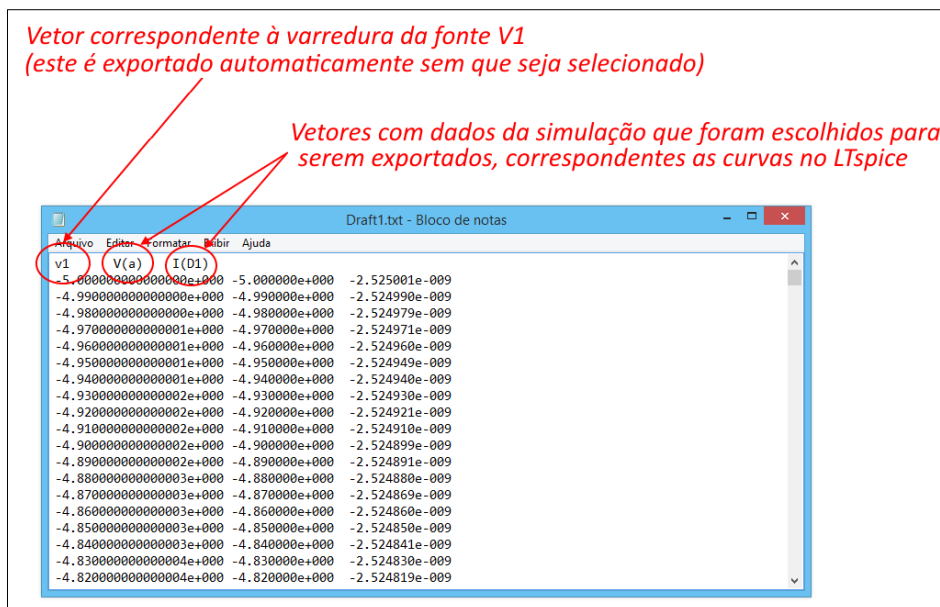 Vetor correspondente à varredura da fonte V1
(este é exportado automaticamente sem que seja selecionado)
Vetores com dados da simulação que foram escolhidos para
serem exportados, correspondentes as curvas no LTspice
Draft1.txt - Bloco de notas
Arquivo Editar Formatar Exibir Ajuda
v1 V(a) I(D1)
-5.000000000000000e+000 -5.000000e+000 -2.525001e-009
-4.990000000000000e+000 -4.990000e+000 -2.524990e-009
-4.980000000000000e+000 -4.980000e+000 -2.524979e-009
-4.970000000000001e+000 -4.970000e+000 -2.524971e-009
-4.960000000000001e+000 -4.960000e+000 -2.524960e-009
-4.950000000000001e+000 -4.950000e+000 -2.524949e-009
-4.940000000000001e+000 -4.940000e+000 -2.524940e-009
-4.930000000000002e+000 -4.930000e+000 -2.524930e-009
-4.920000000000002e+000 -4.920000e+000 -2.524921e-009
-4.910000000000002e+000 -4.910000e+000 -2.524910e-009
-4.900000000000002e+000 -4.900000e+000 -2.524899e-009
-4.890000000000002e+000 -4.890000e+000 -2.524891e-009
-4.880000000000003e+000 -4.880000e+000 -2.524880e-009
-4.870000000000003e+000 -4.870000e+000 -2.524869e-009
-4.860000000000003e+000 -4.860000e+000 -2.524860e-009
-4.850000000000003e+000 -4.850000e+000 -2.524850e-009
-4.840000000000003e+000 -4.840000e+000 -2.524841e-009
-4.830000000000004e+000 -4.830000e+000 -2.524830e-009
-4.820000000000004e+000 -4.820000e+000 -2.524819e-009